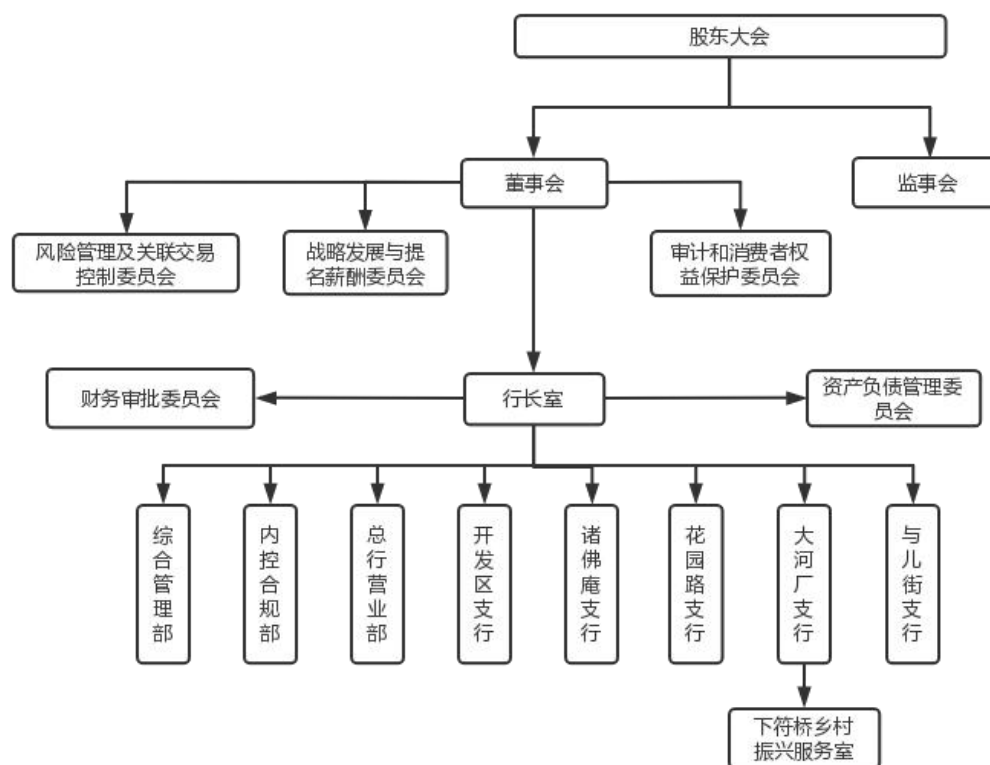 股东大会
董事会
监事会
风险管理及关联交易
控制委员会
战略发展与提
名薪酬委员会
审计和消费者权
益保护委员会
财务审批委员会
行长室
资产负债管理委
员会
综合管理部
内控合规部
总行营业部
开发区支行
诸佛庵支行
花园路支行
大河厂支行
与儿街支行
下符桥乡村
振兴服务室